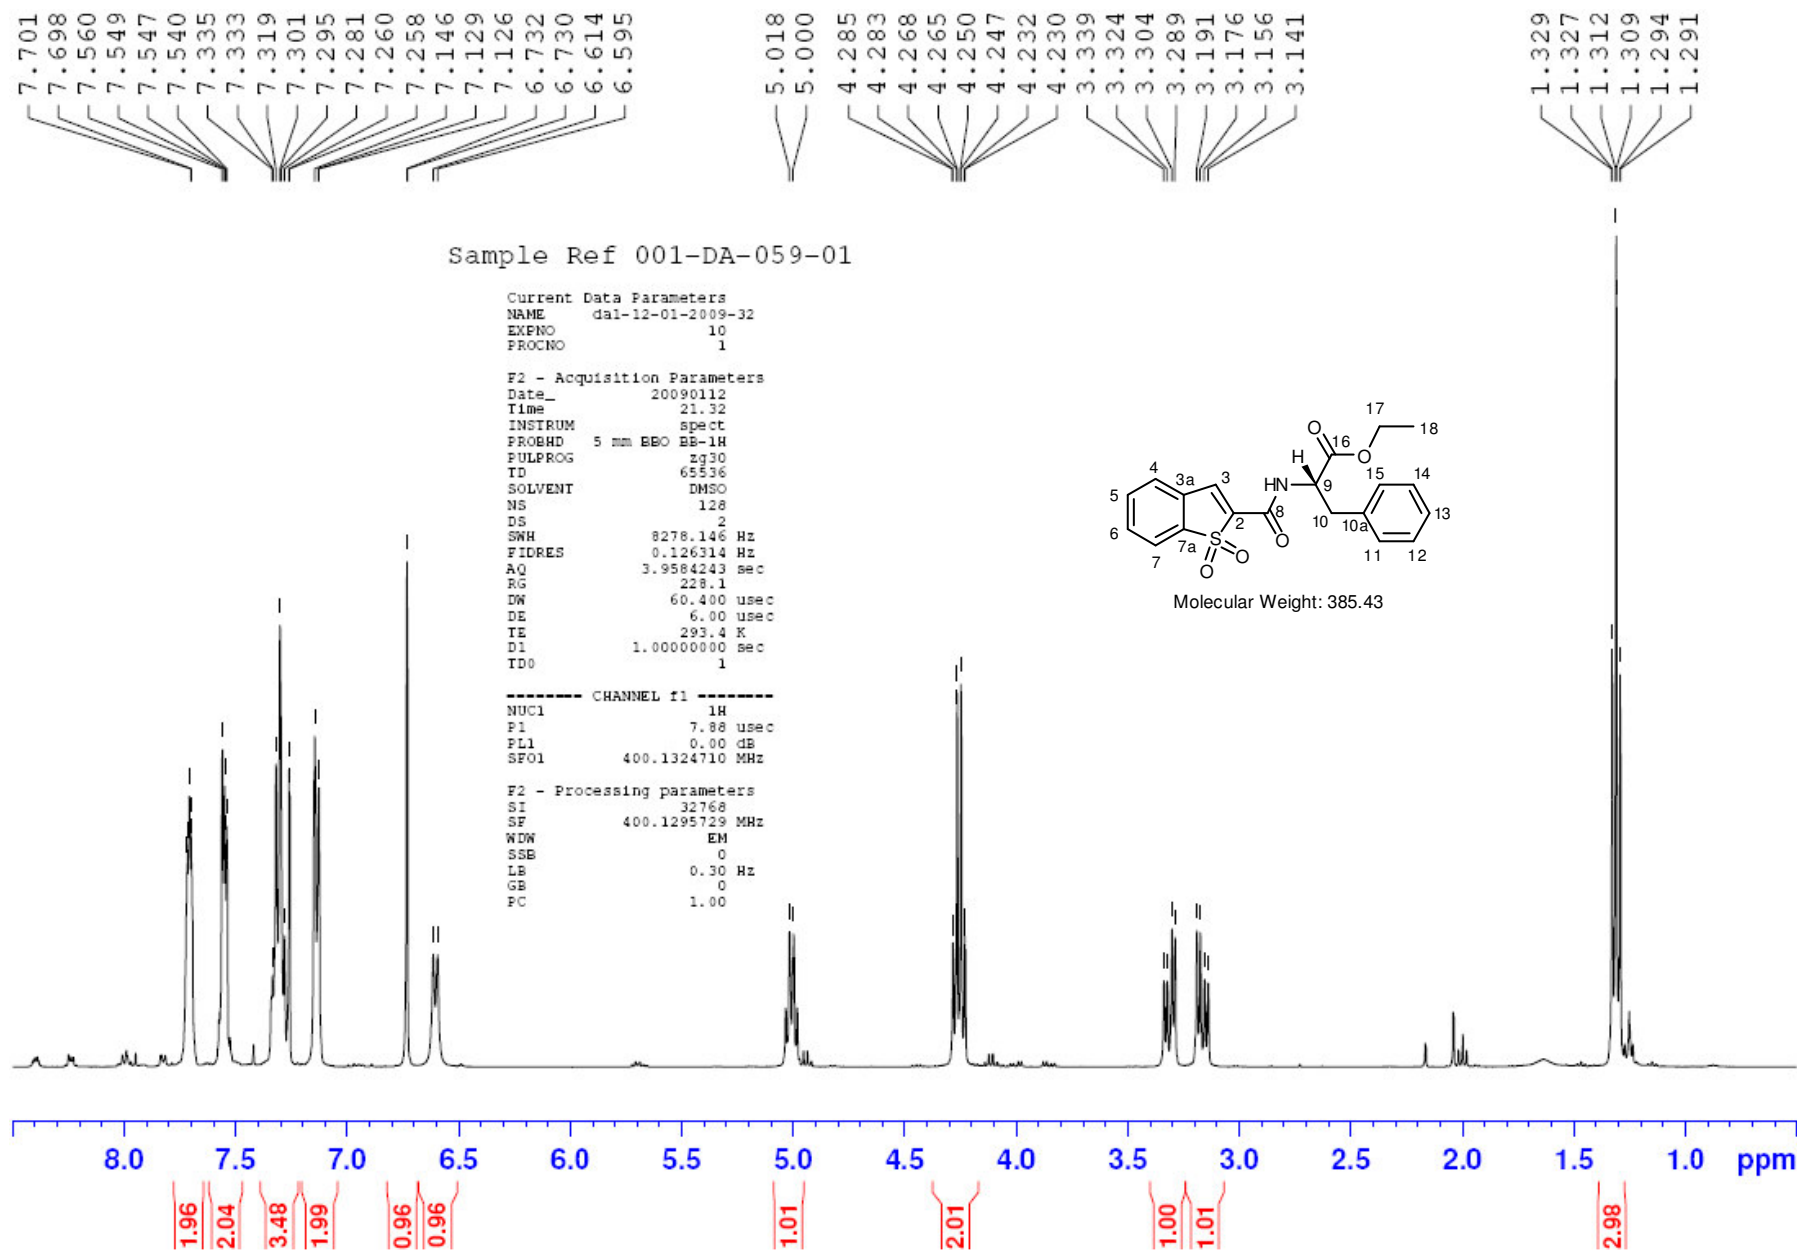 7.701 7.698 7.560 7.549 7.547 7.540 7.335 7.333 7.319 7.301 7.295 7.281 7.260 7.258 7.146 7.129 7.126 6.732 6.730 6.614 6.595 5.018 5.000 4.285 4.283 4.268 4.265 4.250 4.247 4.232 4.230 3.339 3.324 3.304 3.289 3.191 3.176 3.156 3.141 1.329 1.327 1.312 1.309 1.294 1.291
Sample Ref 001-DA-059-01
Current Data Parameters
NAME da1-12-01-2009-32
EXPNO 10
PROCNO 1
F2 - Acquisition Parameters
Date_ 20090112
Time 21.32
INSTRUM spect
PROBHD 5 mm BBO BB-1H
PULPROG zg30
TD 65536
SOLVENT DMSO
NS 128
DS 2
SWH 8278.146 Hz
FIDRES 0.126314 Hz
AQ 3.9584243 sec
RG 228.1
DW 60.400 usec
DE 6.00 usec
TE 293.4 K
D1 1.00000000 sec
TD0 1
======== CHANNEL f1 ========
NUC1 1H
P1 7.88 usec
PL1 0.00 dB
SFO1 400.1324710 MHz
F2 - Processing parameters
SI 32768
SF 400.1295729 MHz
WDW EM
SSB 0
LB 0.30 Hz
GB 0
PC 1.00
17
O 16 18
H O
4 3a 3 HN 9 15 14
5 8 10 10a 13
6 7a 2 O 11 12
7 S O
O
Molecular Weight: 385.43
8.0 7.5 7.0 6.5 6.0 5.5 5.0 4.5 4.0 3.5 3.0 2.5 2.0 1.5 1.0 ppm
1.96 2.04 3.48 1.99 0.96 0.96 1.01 2.01 1.00 1.01 2.98